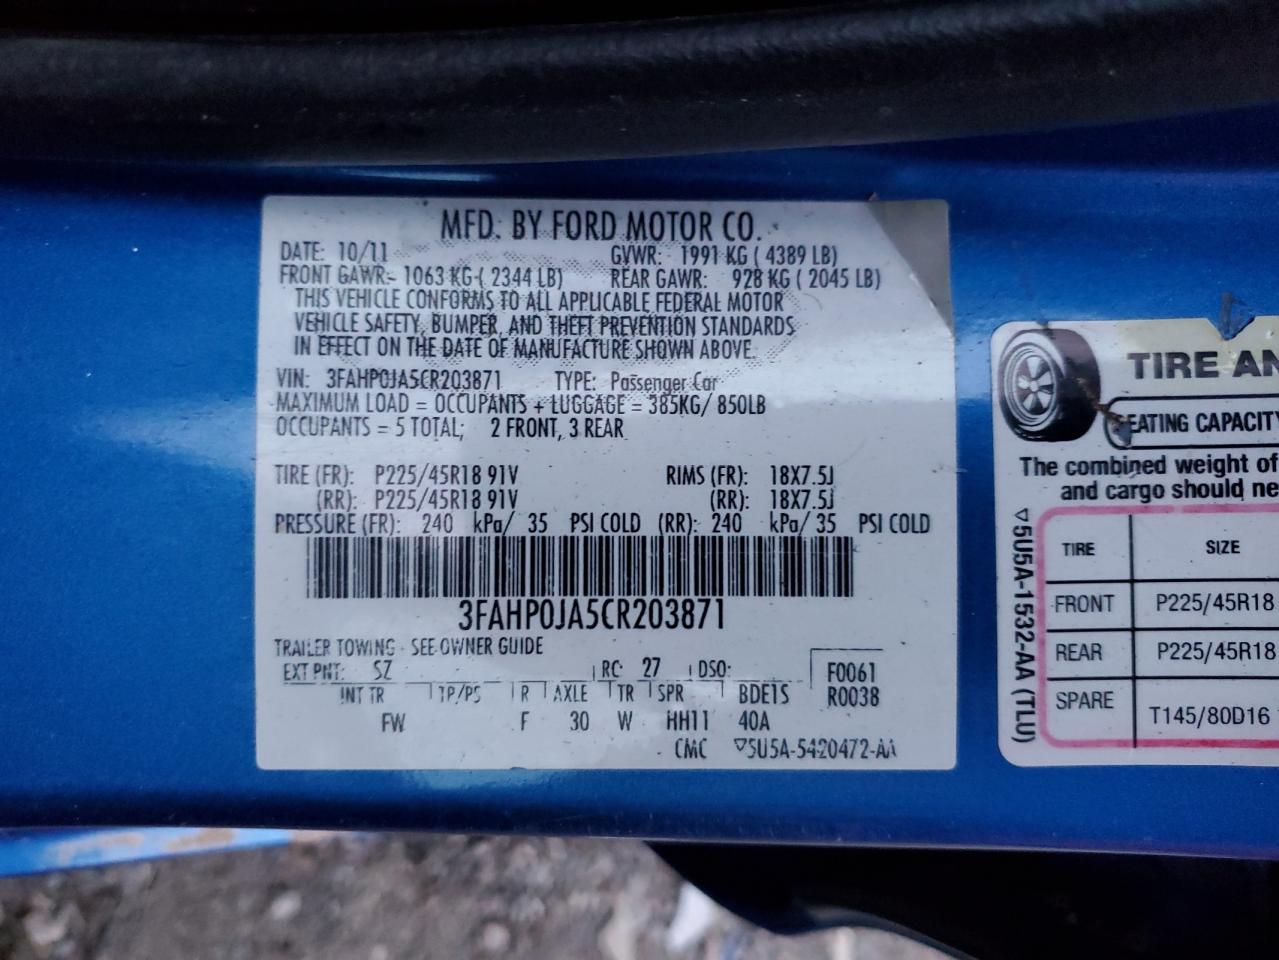 MFD. BY FORD MOTOR CO.
DATE: 10/11 GVWR: 1991 KG ( 4389 LB)
FRONT GAWR: 1063 KG ( 2344 LB) REAR GAWR: 928 KG ( 2045 LB)
THIS VEHICLE CONFORMS TO ALL APPLICABLE FEDERAL MOTOR
VEHICLE SAFETY, BUMPER, AND THEFT PREVENTION STANDARDS
IN EFFECT ON THE DATE OF MANUFACTURE SHOWN ABOVE.
VIN: 3FAHP0JA5CR203871 TYPE: Passenger Car
MAXIMUM LOAD = OCCUPANTS + LUGGAGE = 385KG/ 850LB
OCCUPANTS = 5 TOTAL; 2 FRONT, 3 REAR
TIRE (FR): P225/45R18 91V RIMS (FR): 18X7.5J
(RR): P225/45R18 91V (RR): 18X7.5J
PRESSURE (FR): 240 kPa/ 35 PSI COLD (RR): 240 kPa/ 35 PSI COLD
3FAHP0JA5CR203871
TRAILER TOWING - SEE OWNER GUIDE
EXT PNT: SZ RC: 27 DSO: F0061
INT TR TP/PS R AXLE TR SPR BDE1S R0038
FW F 30 W HH11 40A
CMC ▽5U5A-5420472-AA
TIRE AN
EATING CAPACITY
The combined weight of
and cargo should ne
▽5U5A-1532-AA (TLU)
TIRE SIZE
FRONT P225/45R18
REAR P225/45R18
SPARE T145/80D16